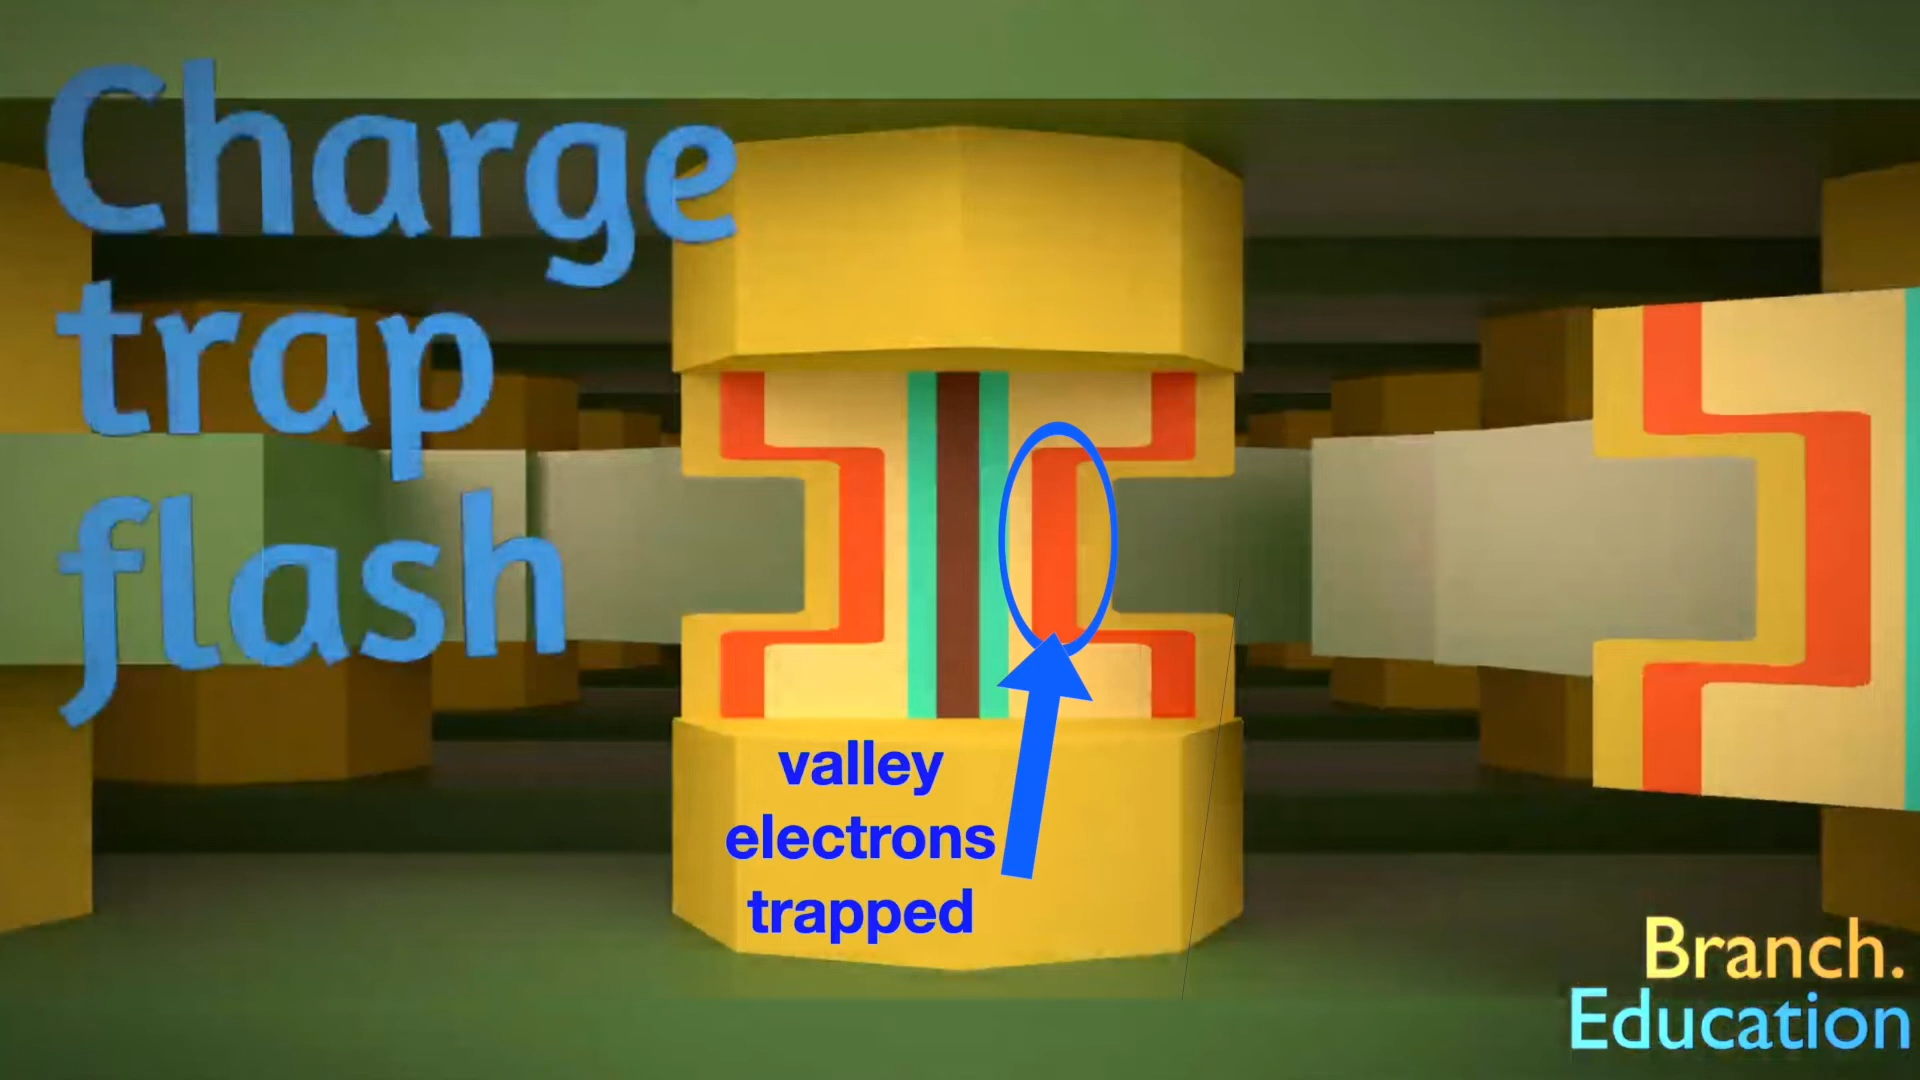 Charge
trap
flash
valley
electrons
trapped
Branch.
Education